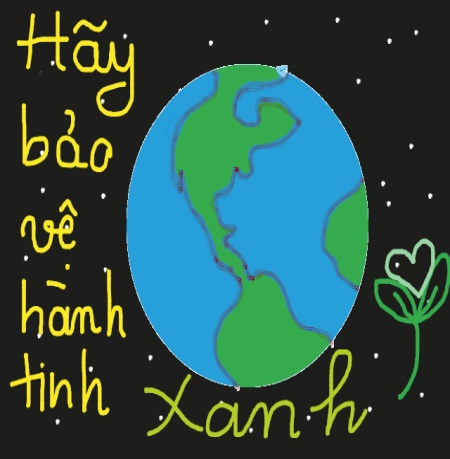 Hãy
bảo
vệ
hành
tinh
xanh